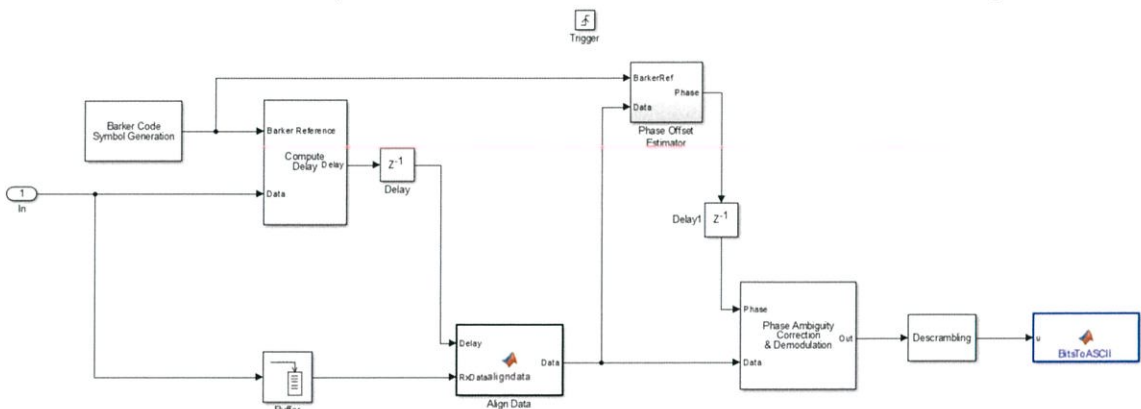 Trigger
BarkerRef
Phase
Data
Phase Offset
Estimator
Barker Code
Symbol Generation
Barker Reference
Compute
Delay
Delay
Data
Z-1
Delay
1
In
Delay1
Z-1
Phase
Phase Ambiguity
Correction
& Demodulation
Out
Data
Descrambling
u
BitsToASCII
Delay
Data
RxData
aligndata
Align Data